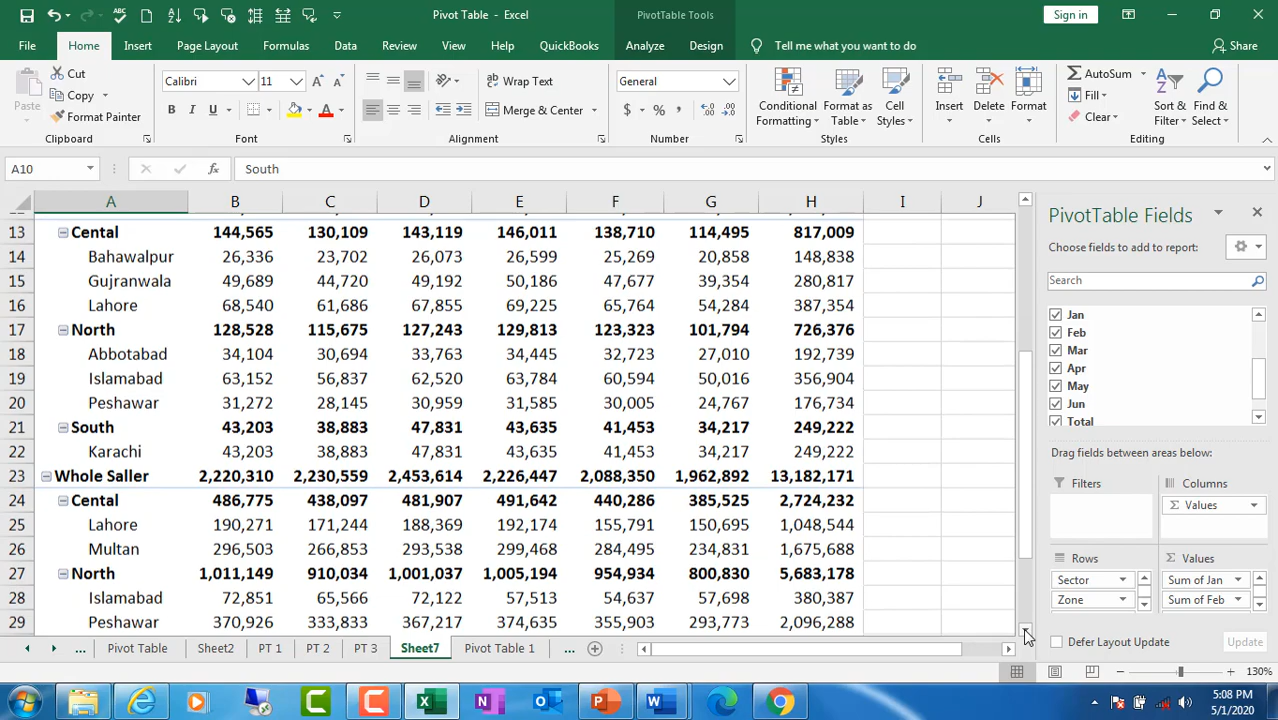 Pivot Table - Excel
PivotTable Tools
Sign in
File Home Insert Page Layout Formulas Data Review View Help QuickBooks Analyze Design Tell me what you want to do Share
Paste
Cut
Copy
Format Painter
Clipboard
Calibri 11
B I U
Font
Wrap Text
Merge & Center
Alignment
General
$ % ,
Number
Conditional Formatting
Format as Table
Cell Styles
Styles
Insert Delete Format
Cells
AutoSum
Fill
Clear
Sort & Filter
Find & Select
Editing
A10 fx South
A B C D E F G H I J
13 Cental 144,565 130,109 143,119 146,011 138,710 114,495 817,009
14 Bahawalpur 26,336 23,702 26,073 26,599 25,269 20,858 148,838
15 Gujranwala 49,689 44,720 49,192 50,186 47,677 39,354 280,817
16 Lahore 68,540 61,686 67,855 69,225 65,764 54,284 387,354
17 North 128,528 115,675 127,243 129,813 123,323 101,794 726,376
18 Abbotabad 34,104 30,694 33,763 34,445 32,723 27,010 192,739
19 Islamabad 63,152 56,837 62,520 63,784 60,594 50,016 356,904
20 Peshawar 31,272 28,145 30,959 31,585 30,005 24,767 176,734
21 South 43,203 38,883 47,831 43,635 41,453 34,217 249,222
22 Karachi 43,203 38,883 47,831 43,635 41,453 34,217 249,222
23 Whole Saller 2,220,310 2,230,559 2,453,614 2,226,447 2,088,350 1,962,892 13,182,171
24 Cental 486,775 438,097 481,907 491,642 440,286 385,525 2,724,232
25 Lahore 190,271 171,244 188,369 192,174 155,791 150,695 1,048,544
26 Multan 296,503 266,853 293,538 299,468 284,495 234,831 1,675,688
27 North 1,011,149 910,034 1,001,037 1,005,194 954,934 800,830 5,683,178
28 Islamabad 72,851 65,566 72,122 57,513 54,637 57,698 380,387
29 Peshawar 370,926 333,833 367,217 374,635 355,903 293,773 2,096,288
PivotTable Fields
Choose fields to add to report:
Search
Jan
Feb
Mar
Apr
May
Jun
Total
Drag fields between areas below:
Filters
Columns
Σ Values
Rows
Sector
Zone
Σ Values
Sum of Jan
Sum of Feb
Defer Layout Update
Update
... Pivot Table Sheet2 PT 1 PT 2 PT 3 Sheet7 Pivot Table 1 ...
130%
5:08 PM
5/1/2020